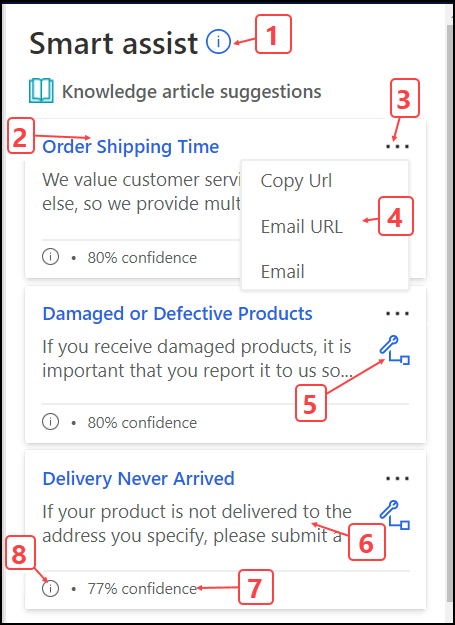 Smart assist
1
Knowledge article suggestions
3
2
Order Shipping Time
We value customer servi
else, so we provide mult
Copy Url
Email URL
4
Email
80% confidence
Damaged or Defective Products
If you receive damaged products, it is
important that you report it to us so...
5
80% confidence
Delivery Never Arrived
If your product is not delivered to the
address you specify, please submit a
6
8
77% confidence
7